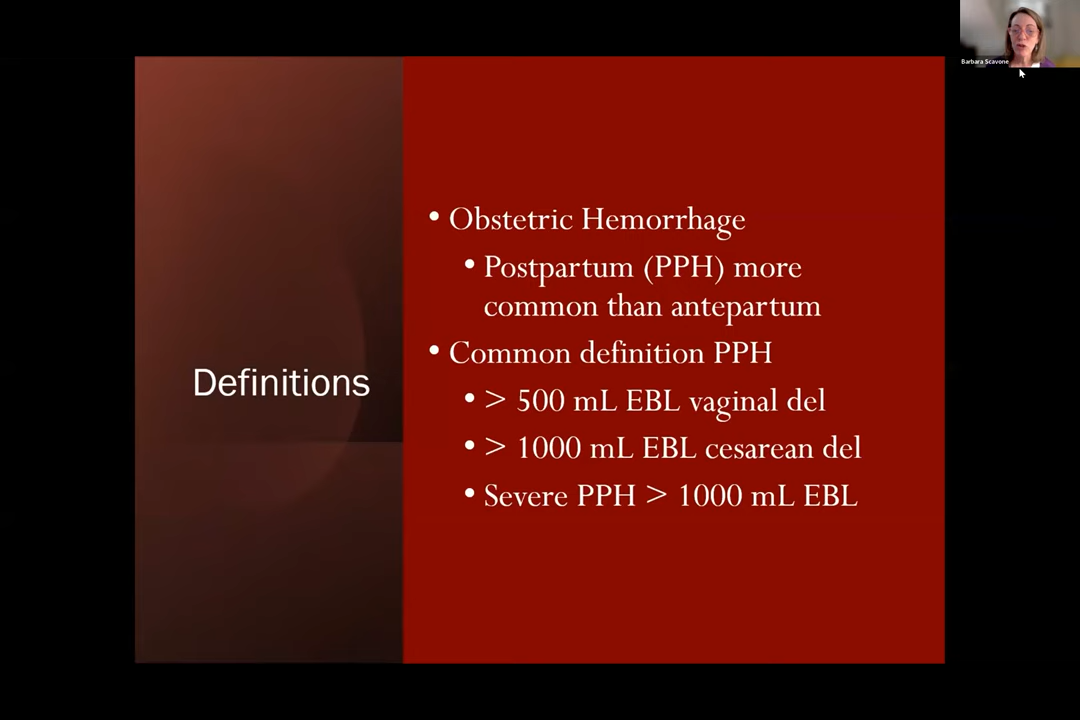 Barbara Scavone
Definitions
• Obstetric Hemorrhage
• Postpartum (PPH) more
common than antepartum
• Common definition PPH
• > 500 mL EBL vaginal del
• > 1000 mL EBL cesarean del
• Severe PPH > 1000 mL EBL